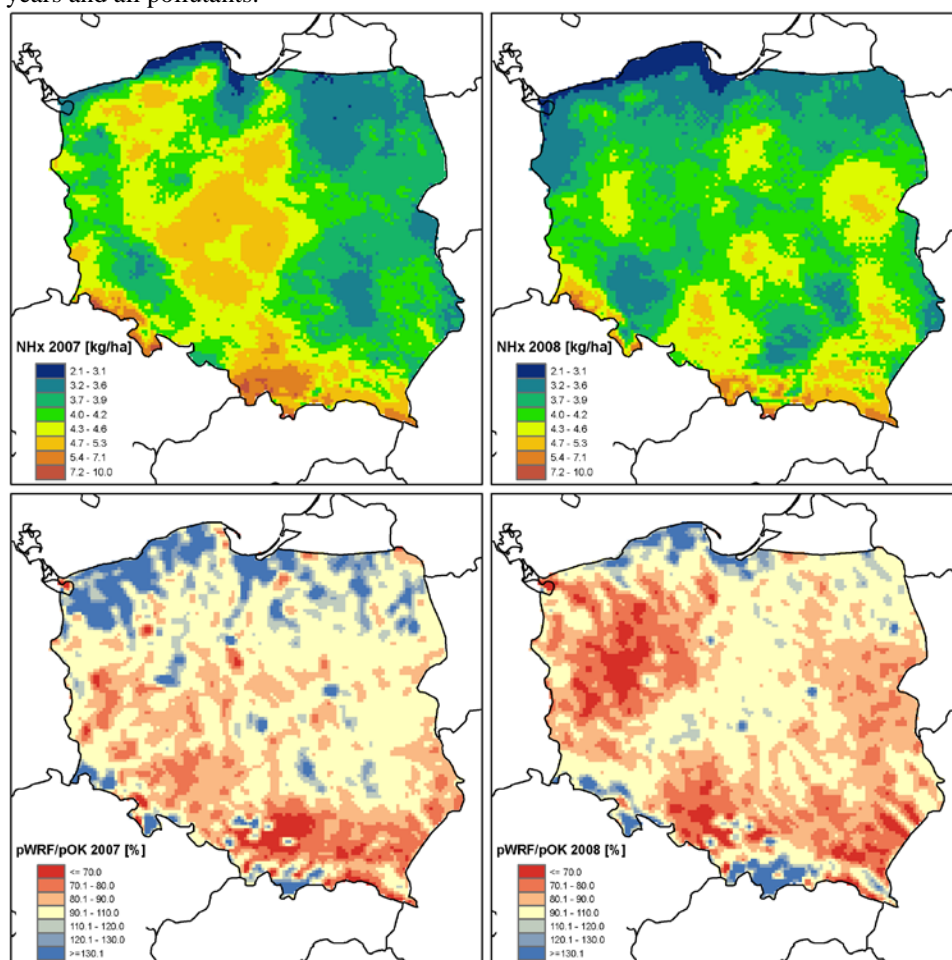 years and all pollutants.
NHx 2007 [kg/ha]
2.1 - 3.1
3.2 - 3.6
3.7 - 3.9
4.0 - 4.2
4.3 - 4.6
4.7 - 5.3
5.4 - 7.1
7.2 - 10.0
NHx 2008 [kg/ha]
2.1 - 3.1
3.2 - 3.6
3.7 - 3.9
4.0 - 4.2
4.3 - 4.6
4.7 - 5.3
5.4 - 7.1
7.2 - 10.0
pWRF/pOK 2007 [%]
<= 70.0
70.1 - 80.0
80.1 - 90.0
90.1 - 110.0
110.1 - 120.0
120.1 - 130.0
>=130.1
pWRF/pOK 2008 [%]
<= 70.0
70.1 - 80.0
80.1 - 90.0
90.1 - 110.0
110.1 - 120.0
120.1 - 130.0
>=130.1